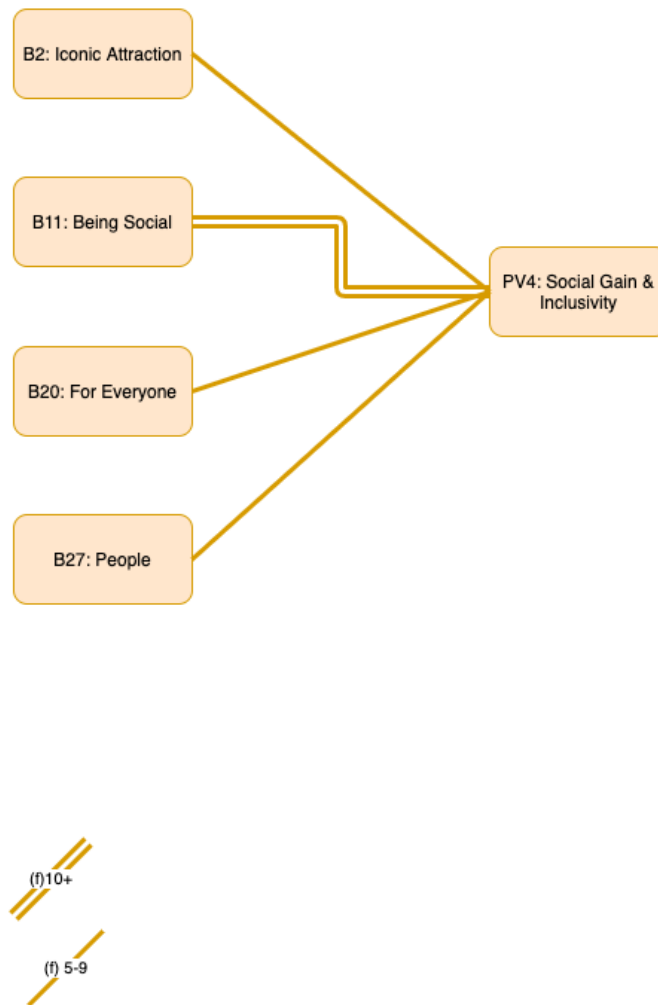 B2: Iconic Attraction
B11: Being Social
PV4: Social Gain &
Inclusivity
B20: For Everyone
B27: People
(f)10+
(f) 5-9